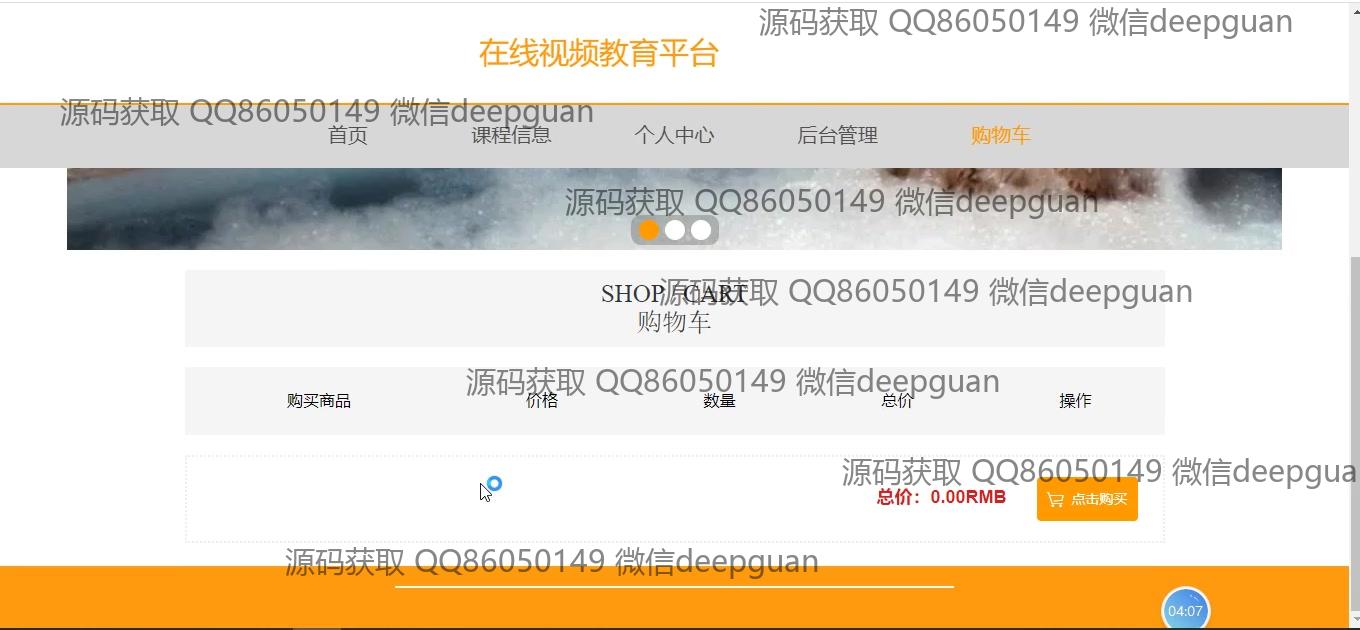 源码获取 QQ86050149 微信deepguan
在线视频教育平台
源码获取 QQ86050149 微信deepguan
首页 课程信息 个人中心 后台管理 购物车
源码获取 QQ86050149 微信deepguan
源码获取 QQ86050149 微信deepguan
SHOP / CART
购物车
源码获取 QQ86050149 微信deepguan
购买商品 价格 数量 总价 操作
源码获取 QQ86050149 微信deepgua
总价：0.00RMB 点击购买
源码获取 QQ86050149 微信deepguan
04:07